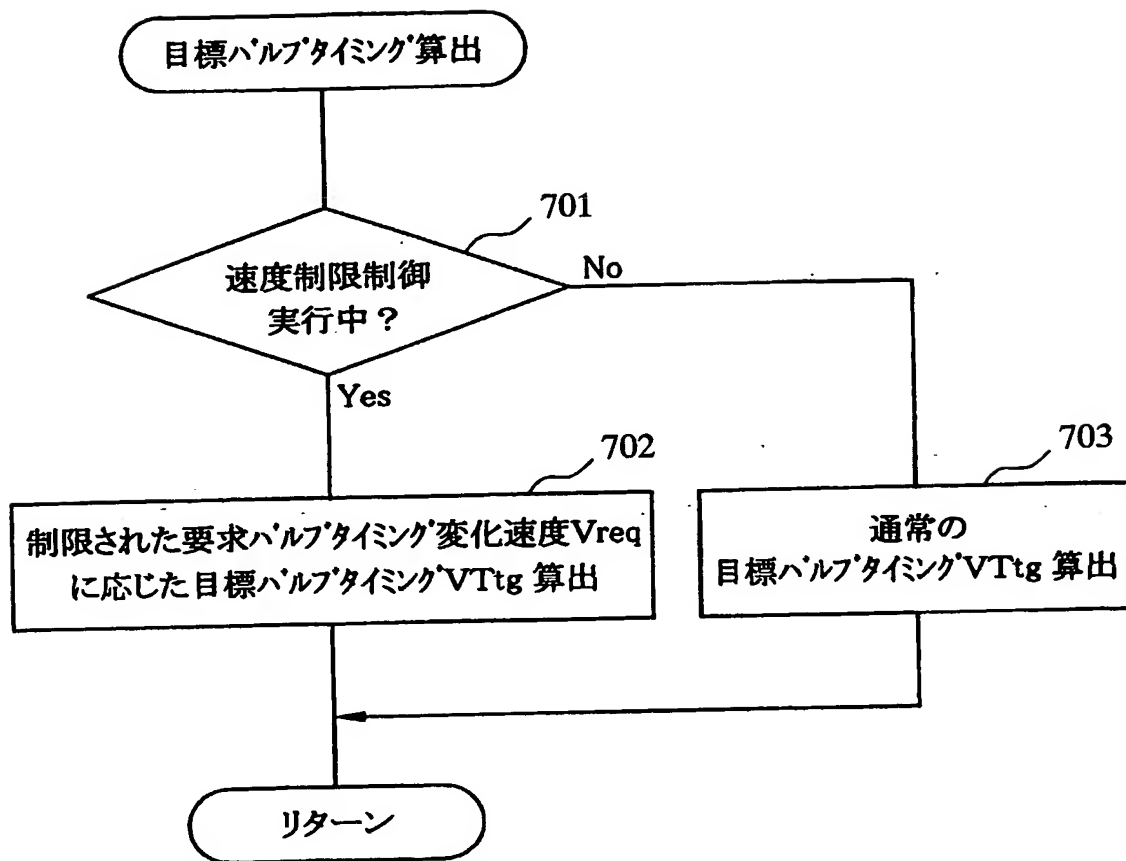 目標バルブタイミング算出
701
速度制限制御
実行中？
No
Yes
702
703
制限された要求バルブタイミング変化速度Vreq
に応じた目標バルブタイミングVTtg 算出
通常の
目標バルブタイミングVTtg 算出
リターン